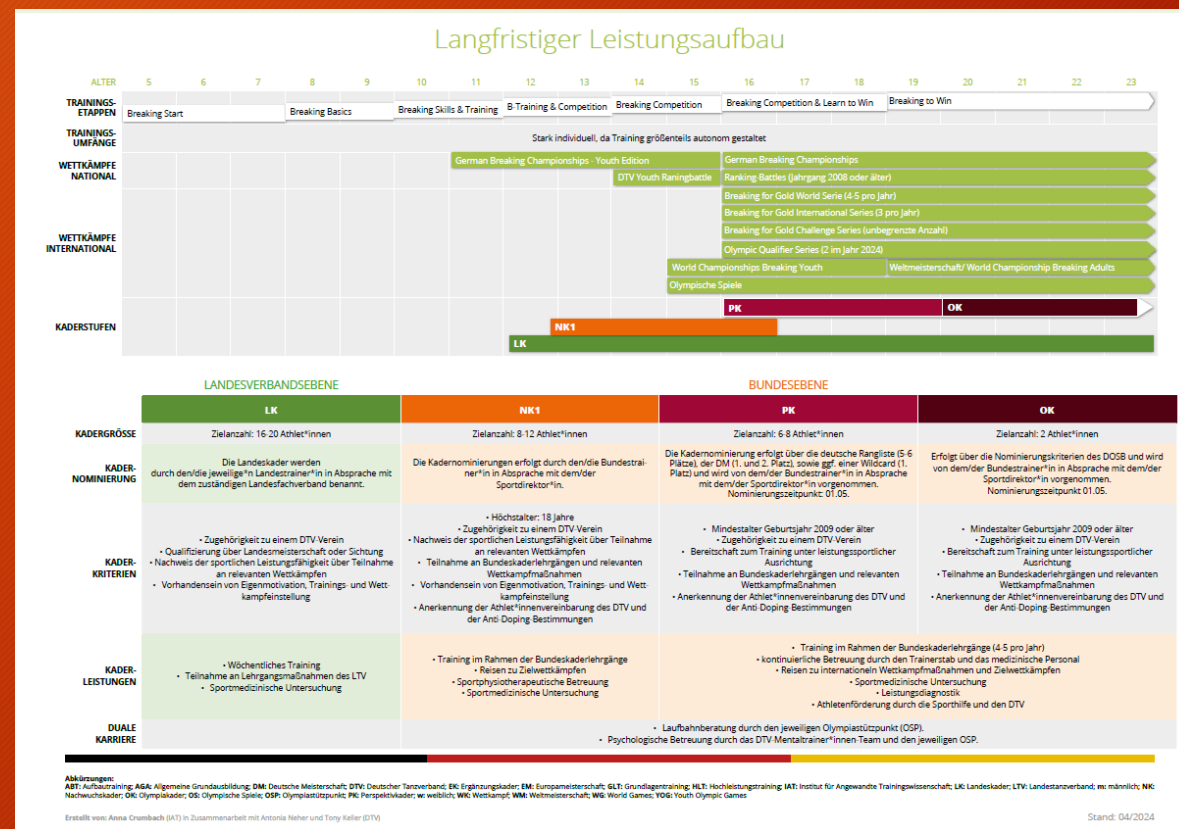 Langfristiger Leistungsaufbau
ALTER 5 6 7 8 9 10 11 12 13 14 15 16 17 18 19 20 21 22 23
TRAININGS-
ETAPPEN
Breaking Start
Breaking Basics
Breaking Skills & Training
B-Training & Competition
Breaking Competition
Breaking Competition & Learn to Win
Breaking to Win
TRAININGS-
UMFÄNGE
Stark individuell, da Training größtenteils autonom gestaltet
WETTKÄMPFE
NATIONAL
German Breaking Championships - Youth Edition
German Breaking Championships
DTV Youth Raningbattle
Ranking Battles (Jahrgang 2008 oder älter)
WETTKÄMPFE
INTERNATIONAL
Breaking for Gold World Serie (4-5 pro Jahr)
Breaking for Gold International Series (3 pro Jahr)
Breaking for Gold Challenge Series (unbegrenzte Anzahl)
Olympic Qualifier Series (2 im Jahr 2024)
World Championships Breaking Youth
Weltmeisterschaft/ World Championship Breaking Adults
Olympische Spiele
KADERSTUFEN
PK
OK
NK1
LK
LANDESVERBANDSEBENE
BUNDESEBENE
LK
NK1
PK
OK
KADERGRÖSSE
Zielanzahl: 16-20 Athlet*innen
Zielanzahl: 8-12 Athlet*innen
Zielanzahl: 6-8 Athlet*innen
Zielanzahl: 2 Athlet*innen
KADER-
NOMINIERUNG
Die Landeskader werden
durch den/die jeweilige*n Landestrainer*in in Absprache mit
dem zuständigen Landesfachverband benannt.
Die Kadernominierungen erfolgt durch den/die Bundestrai-
ner*in in Absprache mit dem/der
Sportdirektor*in.
Die Kadernominierung erfolgt über die deutsche Rangliste (5-6
Plätze), der DM (1. und 2. Platz), sowie ggf. einer Wildcard (1.
Platz) und wird von dem/der Bundestrainer*in in Absprache
mit dem/der Sportdirektor*in vorgenommen.
Nominierungszeitpunkt: 01.05.
Erfolgt über die Nominierungskriterien des DOSB und wird
von dem/der Bundestrainer*in in Absprache mit dem/der
Sportdirektor*in vorgenommen.
Nominierungszeitpunkt 01.05.
KADER-
KRITERIEN
• Zugehörigkeit zu einem DTV-Verein
• Qualifizierung über Landesmeisterschaft oder Sichtung
• Nachweis der sportlichen Leistungsfähigkeit über Teilnahme
an relevanten Wettkämpfen
• Vorhandensein von Eigenmotivation, Trainings- und Wett-
kampfeinstellung
• Höchstalter: 18 Jahre
• Zugehörigkeit zu einem DTV-Verein
• Nachweis der sportlichen Leistungsfähigkeit über Teilnahme
an relevanten Wettkämpfen
• Teilnahme an Bundeskaderlehrgängen und relevanten
Wettkampfmaßnahmen
• Vorhandensein von Eigenmotivation, Trainings- und Wett-
kampfeinstellung
• Anerkennung der Athlet*innenvereinbarung des DTV und
der Anti-Doping-Bestimmungen
• Mindestalter Geburtsjahr 2009 oder älter
• Zugehörigkeit zu einem DTV-Verein
• Bereitschaft zum Training unter leistungssportlicher
Ausrichtung
• Teilnahme an Bundeskaderlehrgängen und relevanten
Wettkampfmaßnahmen
• Anerkennung der Athlet*innenvereinbarung des DTV und
der Anti-Doping-Bestimmungen
• Mindestalter Geburtsjahr 2009 oder älter
• Zugehörigkeit zu einem DTV-Verein
• Bereitschaft zum Training unter leistungssportlicher
Ausrichtung
• Teilnahme an Bundeskaderlehrgängen und relevanten
Wettkampfmaßnahmen
• Anerkennung der Athlet*innenvereinbarung des DTV und
der Anti-Doping-Bestimmungen
KADER-
LEISTUNGEN
• Wöchentliches Training
• Teilnahme an Lehrgangsmaßnahmen des LTV
• Sportmedizinische Untersuchung
• Training im Rahmen der Bundeskaderlehrgänge
• Reisen zu Zielwettkämpfen
• Sportphysiotherapeutische Betreuung
• Sportmedizinische Untersuchung
• Training im Rahmen der Bundeskaderlehrgänge (4-5 pro Jahr)
• kontinuierliche Betreuung durch den Trainerstab und das medizinische Personal
• Reisen zu internationeln Wettkampfmaßnahmen und Zielwettkämpfen
• Sportmedizinische Untersuchung
• Leistungsdiagnostik
• Athletenförderung durch die Sporthilfe und den DTV
DUALE
KARRIERE
• Laufbahnberatung durch den jeweiligen Olympiastützpunkt (OSP).
• Psychologische Betreuung durch das DTV-Mentaltrainer*innen-Team und den jeweiligen OSP.
Abkürzungen:
ABT: Aufbautraining; AGA: Allgemeine Grundausbildung; DM: Deutsche Meisterschaft; DTV: Deutscher Tanzverband; EK: Ergänzungskader; EM: Europameisterschaft; GLT: Grundlagentraining; HLT: Hochleistungstraining; IAT: Institut für Angewandte Trainingswissenschaft; LK: Landeskader; LTV: Landestanzverband; m: männlich; NK:
Nachwuchskader; OK: Olympiakader; OS: Olympische Spiele; OSP: Olympiastützpunkt; PK: Perspektivkader; w: weiblich; WK: Wettkampf; WM: Weltmeisterschaft; WG: World Games; YOG: Youth Olympic Games
Erstellt von: Anna Crumbach (IAT) in Zusammenarbeit mit Antonia Neher und Tony Keller (DTV)
Stand: 04/2024